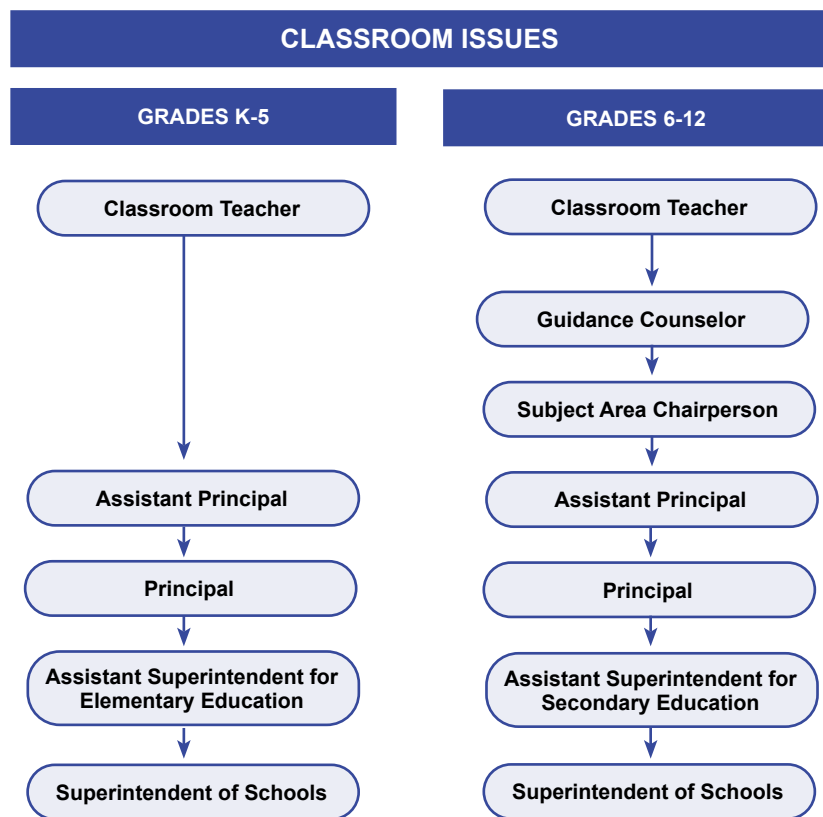 CLASSROOM ISSUES
GRADES K-5
Classroom Teacher
Assistant Principal
Principal
Assistant Superintendent for
Elementary Education
Superintendent of Schools
GRADES 6-12
Classroom Teacher
Guidance Counselor
Subject Area Chairperson
Assistant Principal
Principal
Assistant Superintendent for
Secondary Education
Superintendent of Schools